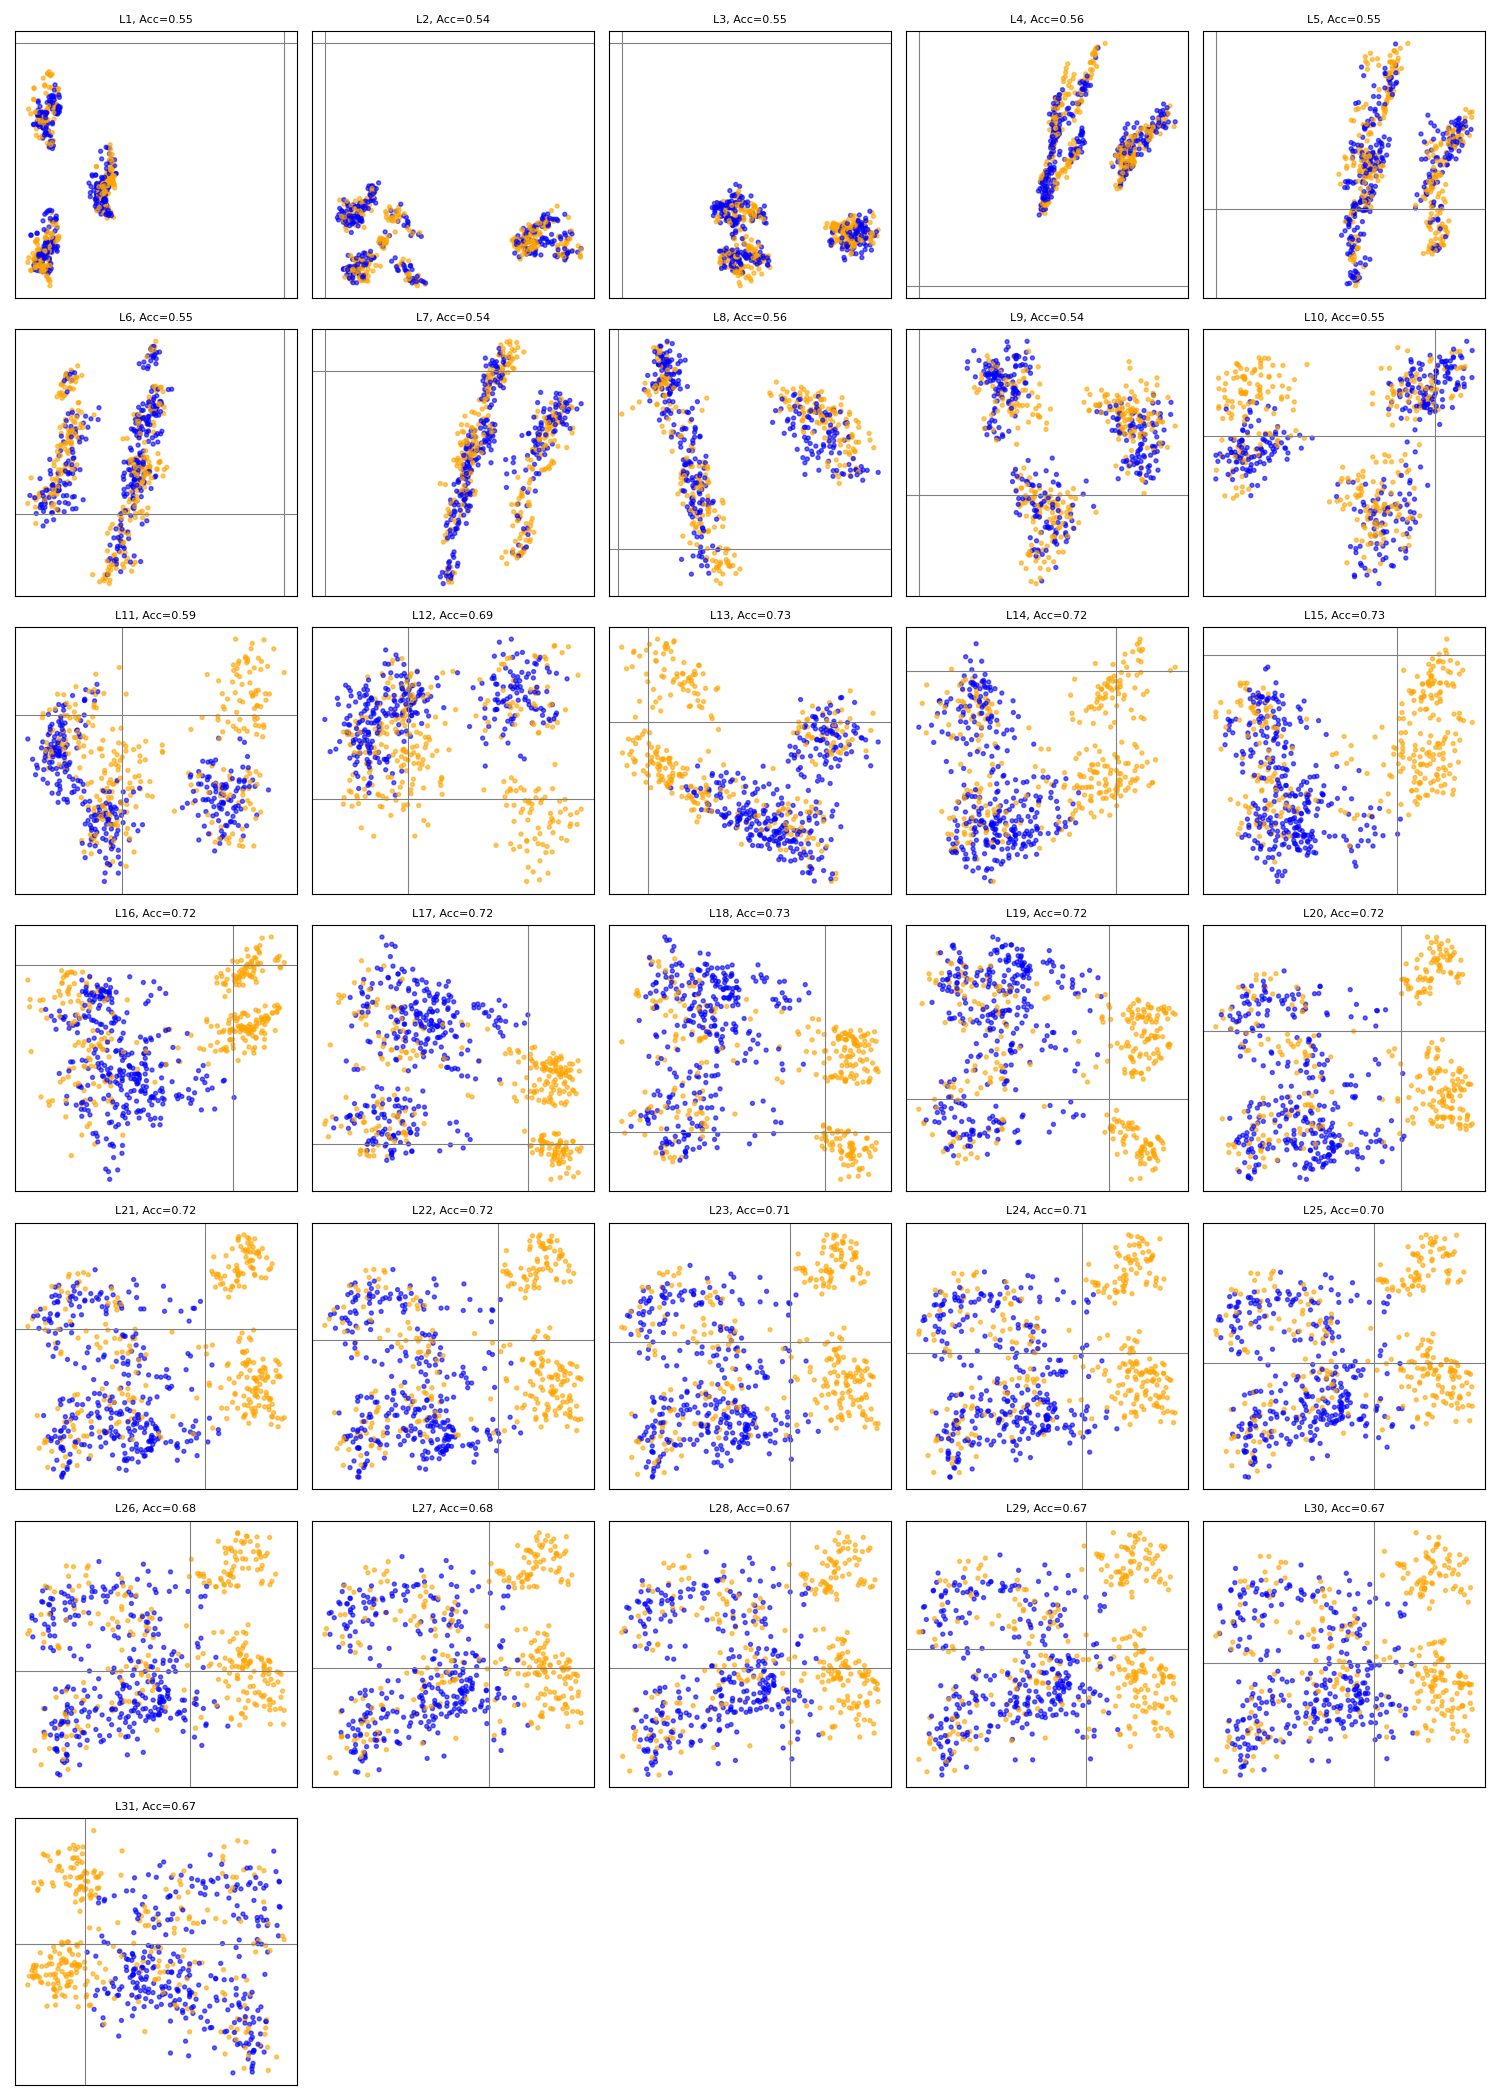 L1, Acc=0.55
L2, Acc=0.54
L3, Acc=0.55
L4, Acc=0.56
L5, Acc=0.55
L6, Acc=0.55
L7, Acc=0.54
L8, Acc=0.56
L9, Acc=0.54
L10, Acc=0.55
L11, Acc=0.59
L12, Acc=0.69
L13, Acc=0.73
L14, Acc=0.72
L15, Acc=0.73
L16, Acc=0.72
L17, Acc=0.72
L18, Acc=0.73
L19, Acc=0.72
L20, Acc=0.72
L21, Acc=0.72
L22, Acc=0.72
L23, Acc=0.71
L24, Acc=0.71
L25, Acc=0.70
L26, Acc=0.68
L27, Acc=0.68
L28, Acc=0.67
L29, Acc=0.67
L30, Acc=0.67
L31, Acc=0.67